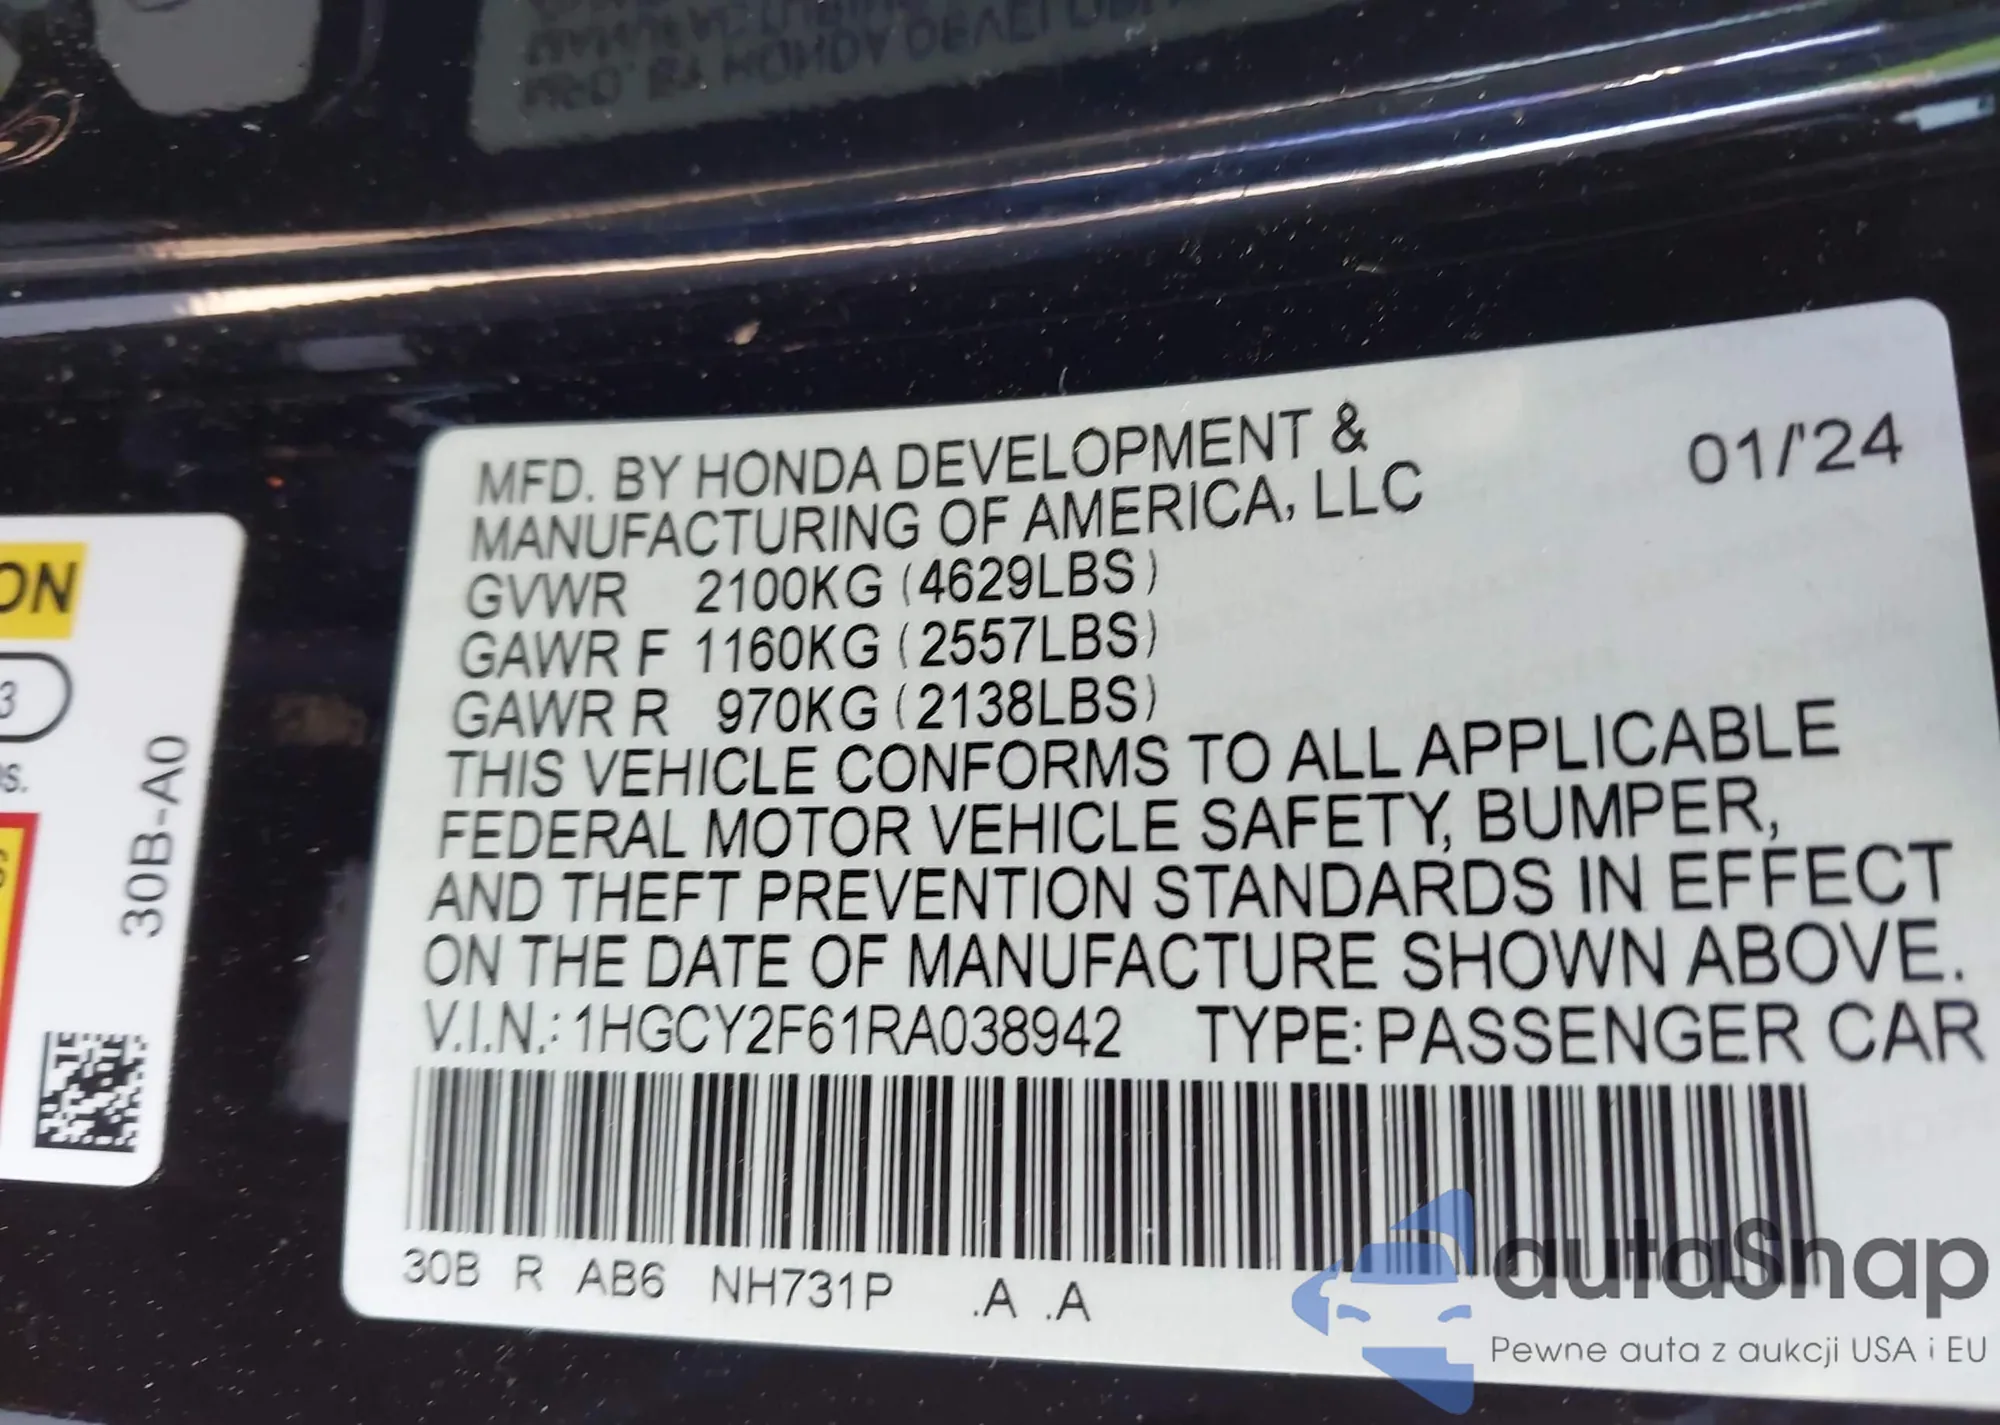 MFD. BY HONDA DEVELOPMENT &
MANUFACTURING OF AMERICA, LLC
01/'24
GVWR 2100KG (4629LBS)
GAWR F 1160KG (2557LBS)
GAWR R 970KG (2138LBS)
THIS VEHICLE CONFORMS TO ALL APPLICABLE
FEDERAL MOTOR VEHICLE SAFETY, BUMPER,
AND THEFT PREVENTION STANDARDS IN EFFECT
ON THE DATE OF MANUFACTURE SHOWN ABOVE.
V.I.N.: 1HGCY2F61RA038942 TYPE: PASSENGER CAR
30B R AB6 NH731P .A .A
ON
3
30B-A0
autaSnap
Pewne auta z aukcji USA i EU